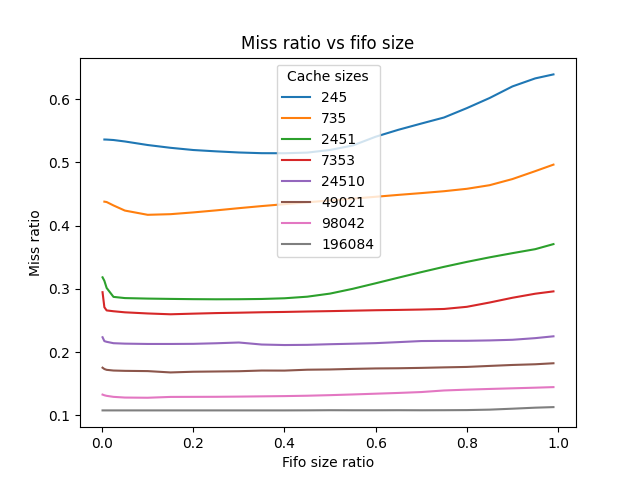 Miss ratio vs fifo size
Cache sizes
245
735
2451
7353
24510
49021
98042
196084
Miss ratio
0.6
0.5
0.4
0.3
0.2
0.1
0.0 0.2 0.4 0.6 0.8 1.0
Fifo size ratio